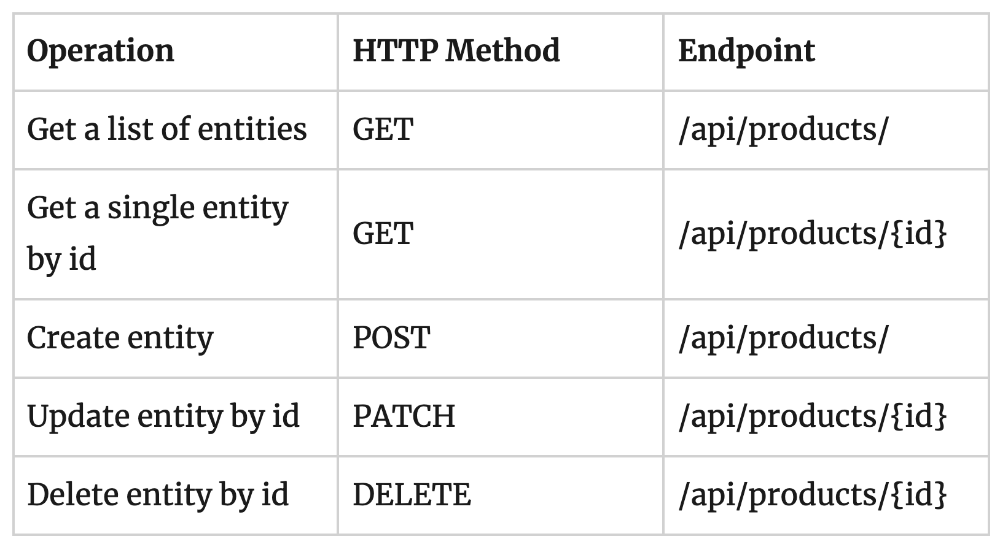 Operation HTTP Method Endpoint
Get a list of entities GET /api/products/
Get a single entity
by id GET /api/products/{id}
Create entity POST /api/products/
Update entity by id PATCH /api/products/{id}
Delete entity by id DELETE /api/products/{id}